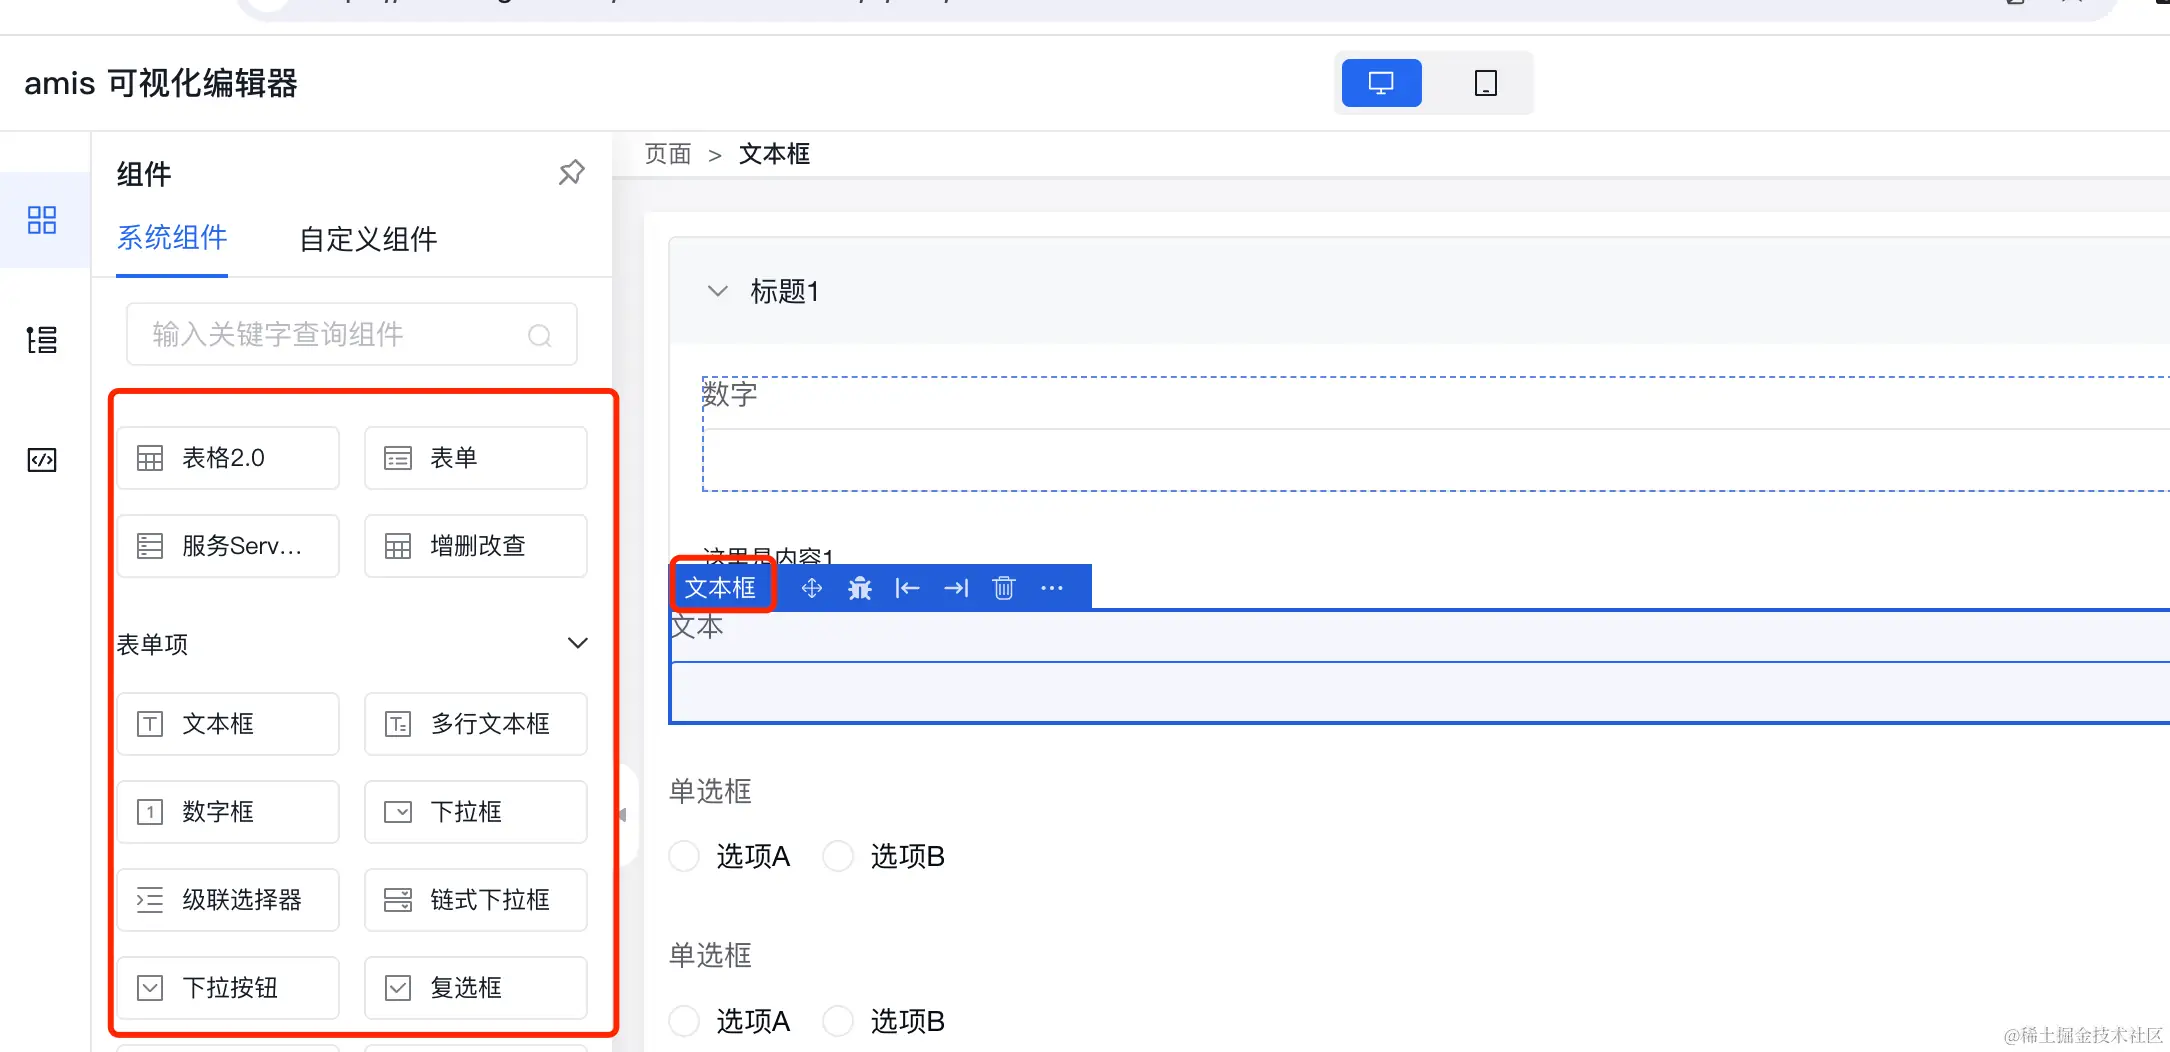 amis 可视化编辑器
组件
系统组件 自定义组件
输入关键字查询组件
表格2.0 表单
服务Serv... 增删改查
表单项
文本框 多行文本框
数字框 下拉框
级联选择器 链式下拉框
下拉按钮 复选框
页面 > 文本框
标题1
数字
这里是内容1
文本框
文本
单选框
选项A 选项B
单选框
选项A 选项B
@稀土掘金技术社区